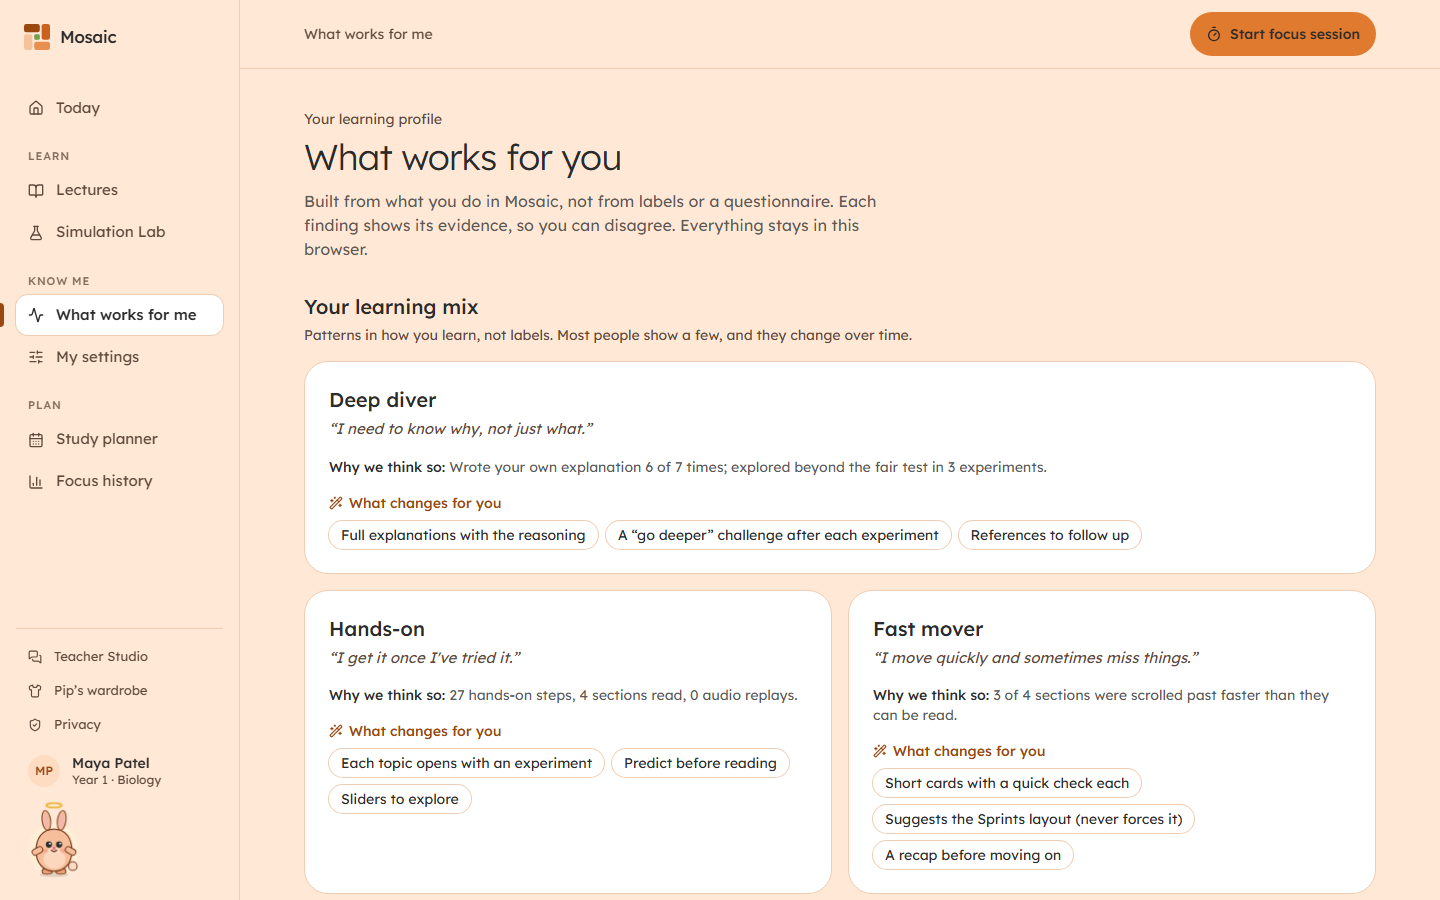 Mosaic
Today
LEARN
Lectures
Simulation Lab
KNOW ME
What works for me
My settings
PLAN
Study planner
Focus history
Teacher Studio
Pip’s wardrobe
Privacy
MP
Maya Patel
Year 1 · Biology
What works for me
Start focus session
Your learning profile
What works for you
Built from what you do in Mosaic, not from labels or a questionnaire. Each
finding shows its evidence, so you can disagree. Everything stays in this
browser.
Your learning mix
Patterns in how you learn, not labels. Most people show a few, and they change over time.
Deep diver
“I need to know why, not just what.”
Why we think so: Wrote your own explanation 6 of 7 times; explored beyond the fair test in 3 experiments.
What changes for you
Full explanations with the reasoning
A “go deeper” challenge after each experiment
References to follow up
Hands-on
“I get it once I've tried it.”
Why we think so: 27 hands-on steps, 4 sections read, 0 audio replays.
What changes for you
Each topic opens with an experiment
Predict before reading
Sliders to explore
Fast mover
“I move quickly and sometimes miss things.”
Why we think so: 3 of 4 sections were scrolled past faster than they
can be read.
What changes for you
Short cards with a quick check each
Suggests the Sprints layout (never forces it)
A recap before moving on